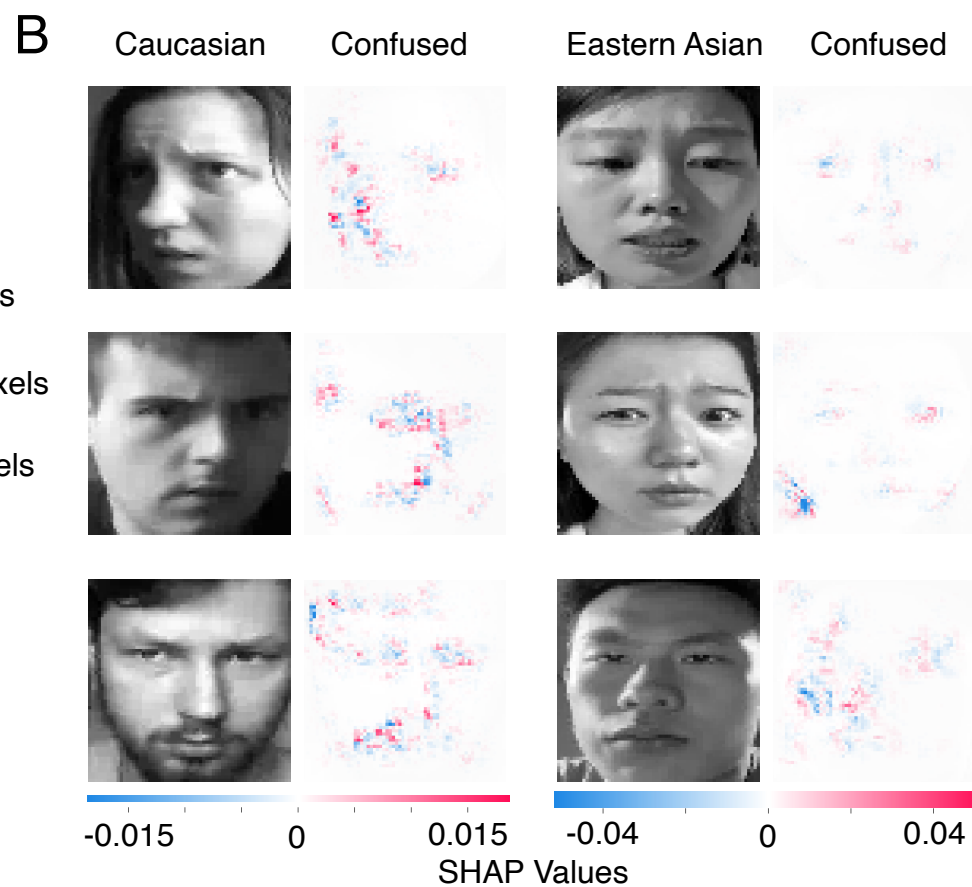 B
Caucasian Confused Eastern Asian Confused
s
xels
els
-0.015 0 0.015 -0.04 0 0.04
SHAP Values